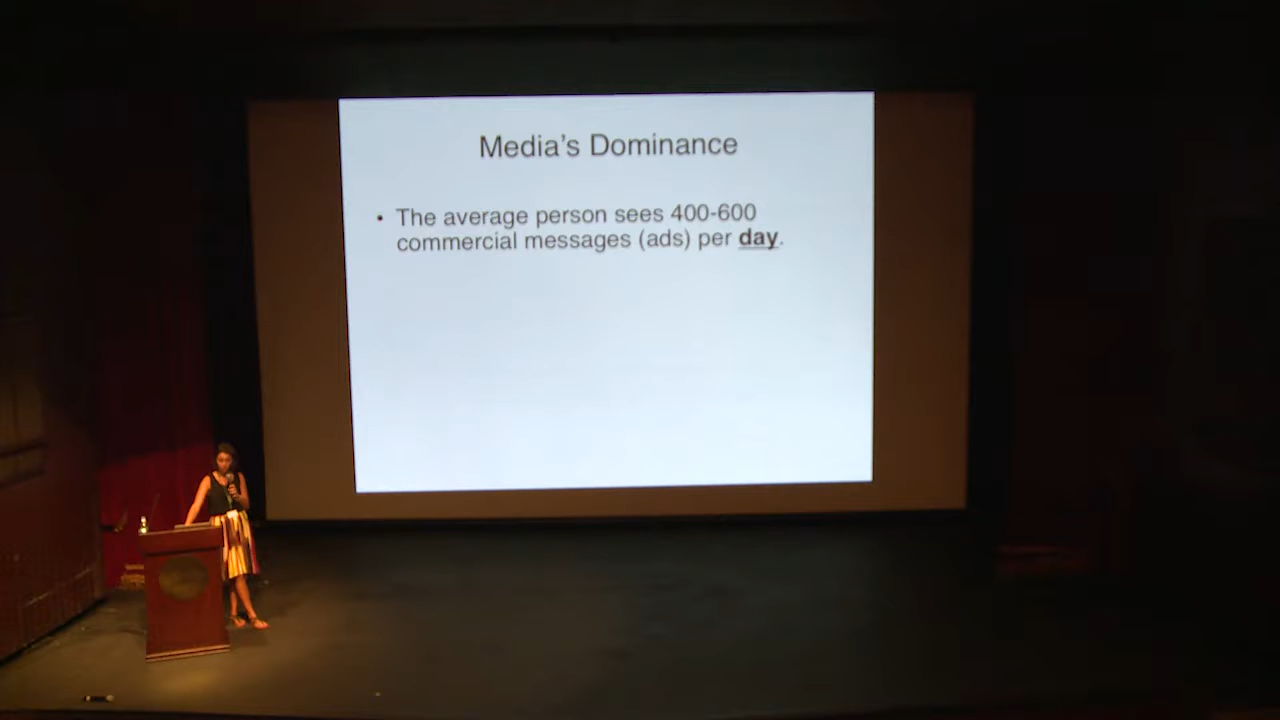 Media's Dominance
• The average person sees 400-600
commercial messages (ads) per day.